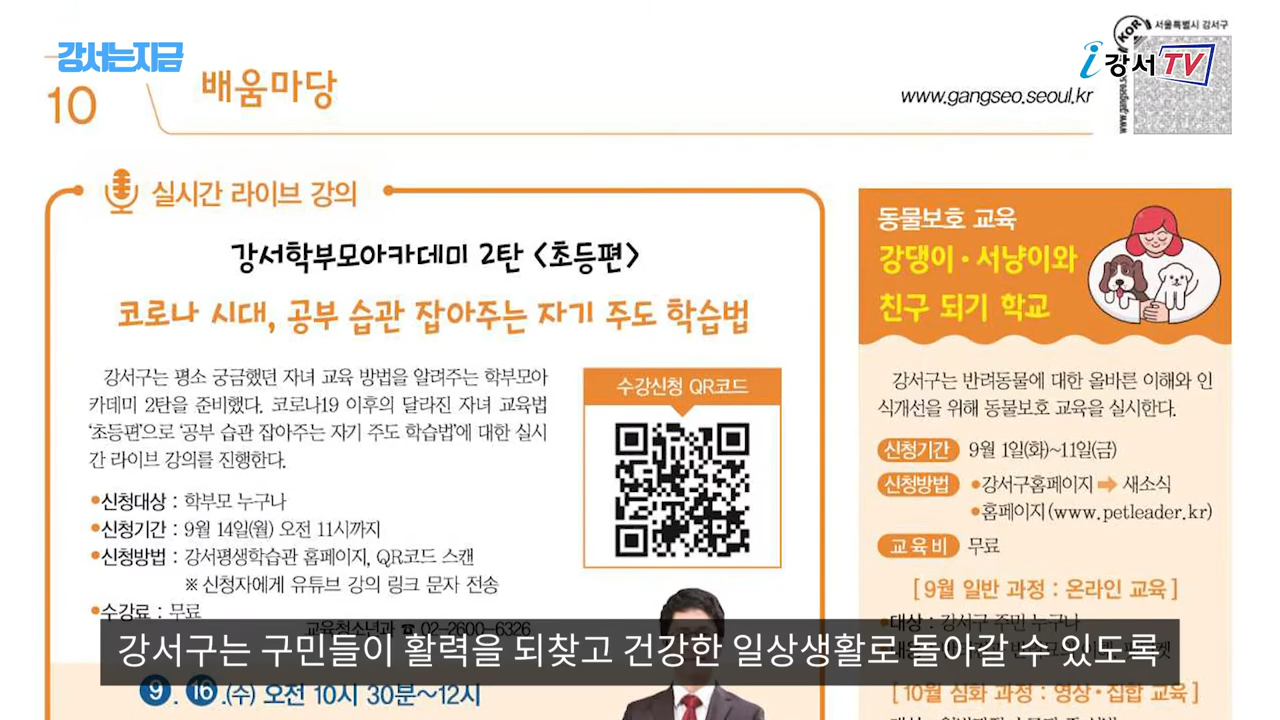 강서는지금
10
배움마당
www.gangseo.seoul.kr
i강서TV
KOR
서울특별시 강서구
실시간 라이브 강의
강서학부모아카데미 2탄 <초등편>
코로나 시대, 공부 습관 잡아주는 자기 주도 학습법
강서구는 평소 궁금했던 자녀 교육 방법을 알려주는 학부모아
카데미 2탄을 준비했다. 코로나19 이후의 달라진 자녀 교육법
‘초등편’으로 ‘공부 습관 잡아주는 자기 주도 학습법’에 대한 실시
간 라이브 강의를 진행한다.
•신청대상 : 학부모 누구나
•신청기간 : 9월 14일(월) 오전 11시까지
•신청방법 : 강서평생학습관 홈페이지, QR코드 스캔
※ 신청자에게 유튜브 강의 링크 문자 전송
•수강료 : 무료
교육청소년과 ☎ 02-2600-6326
수강신청 QR코드
9. 16.(수) 오전 10시 30분~12시
동물보호 교육
강댕이·서냥이와
친구 되기 학교
강서구는 반려동물에 대한 올바른 이해와 인
식개선을 위해 동물보호 교육을 실시한다.
신청기간 9월 1일(화)~11일(금)
신청방법 •강서구홈페이지 ➡ 새소식
•홈페이지(www.petleader.kr)
교육비 무료
[9월 일반 과정 : 온라인 교육]
•대상 : 강서구 주민 누구나
[10월 심화 과정 : 영상·집합 교육]
강서구는 구민들이 활력을 되찾고 건강한 일상생활로 돌아갈 수 있도록